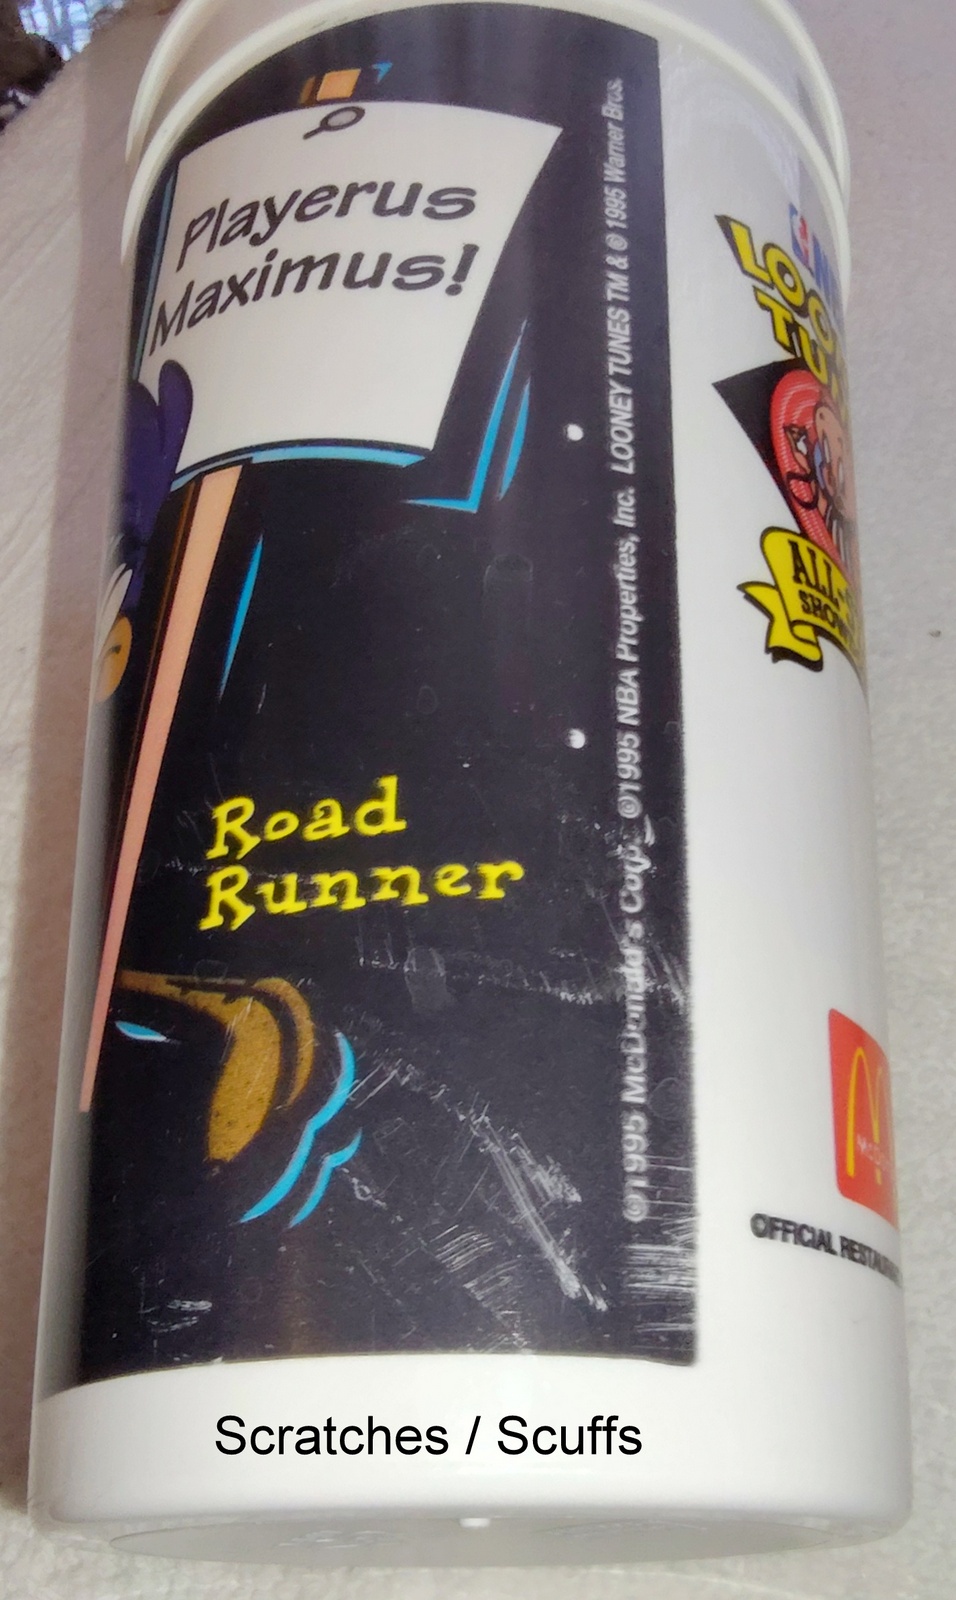 Playerus
Maximus!
Road
Runner
©1995 McDonald's Corp. ©1995 NBA Properties, Inc. LOONEY TUNES TM & © 1995 Warner Bros.
OFFICIAL
Scratches / Scuffs